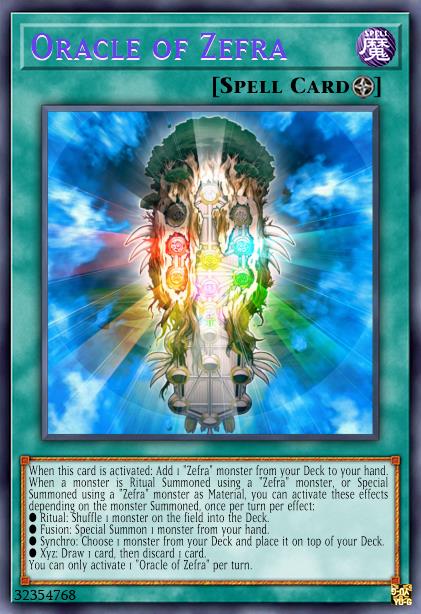 Oracle of Zefra
SPELL
魔
[Spell Card]
When this card is activated: Add 1 "Zefra" monster from your Deck to your hand.
When a monster is Ritual Summoned using a "Zefra" monster, or Special
Summoned using a "Zefra" monster as Material, you can activate these effects
depending on the monster Summoned, once per turn per effect:
● Ritual: Shuffle 1 monster on the field into the Deck.
● Fusion: Special Summon 1 monster from your hand.
● Synchro: Choose 1 monster from your Deck and place it on top of your Deck.
● Xyz: Draw 1 card, then discard 1 card.
You can only activate 1 "Oracle of Zefra" per turn.
32354768